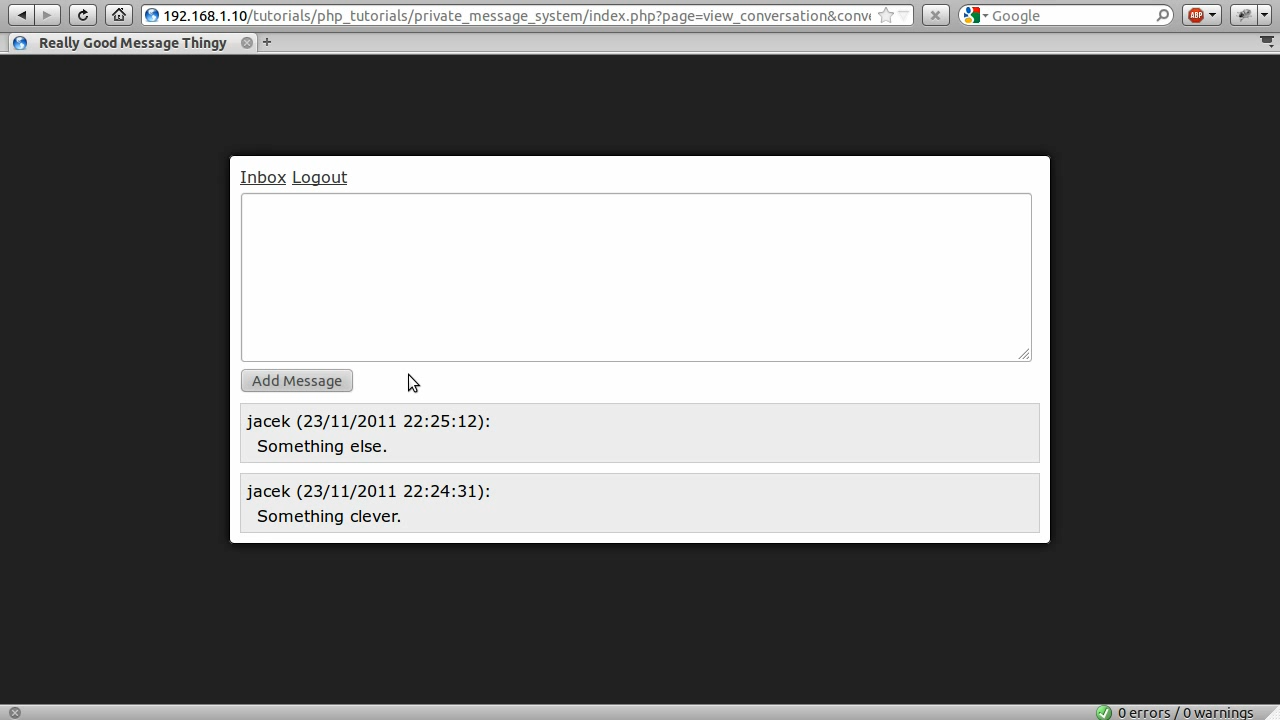 192.168.1.10/tutorials/php_tutorials/private_message_system/index.php?page=view_conversation&conve
Google
ABP
Really Good Message Thingy
Inbox Logout
Add Message
jacek (23/11/2011 22:25:12):
Something else.
jacek (23/11/2011 22:24:31):
Something clever.
0 errors / 0 warnings